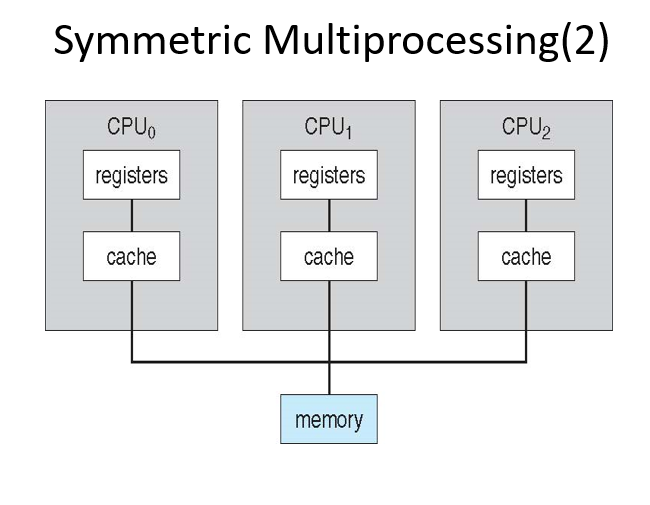 Symmetric Multiprocessing(2)
CPU₀
CPU₁
CPU₂
registers
registers
registers
cache
cache
cache
memory